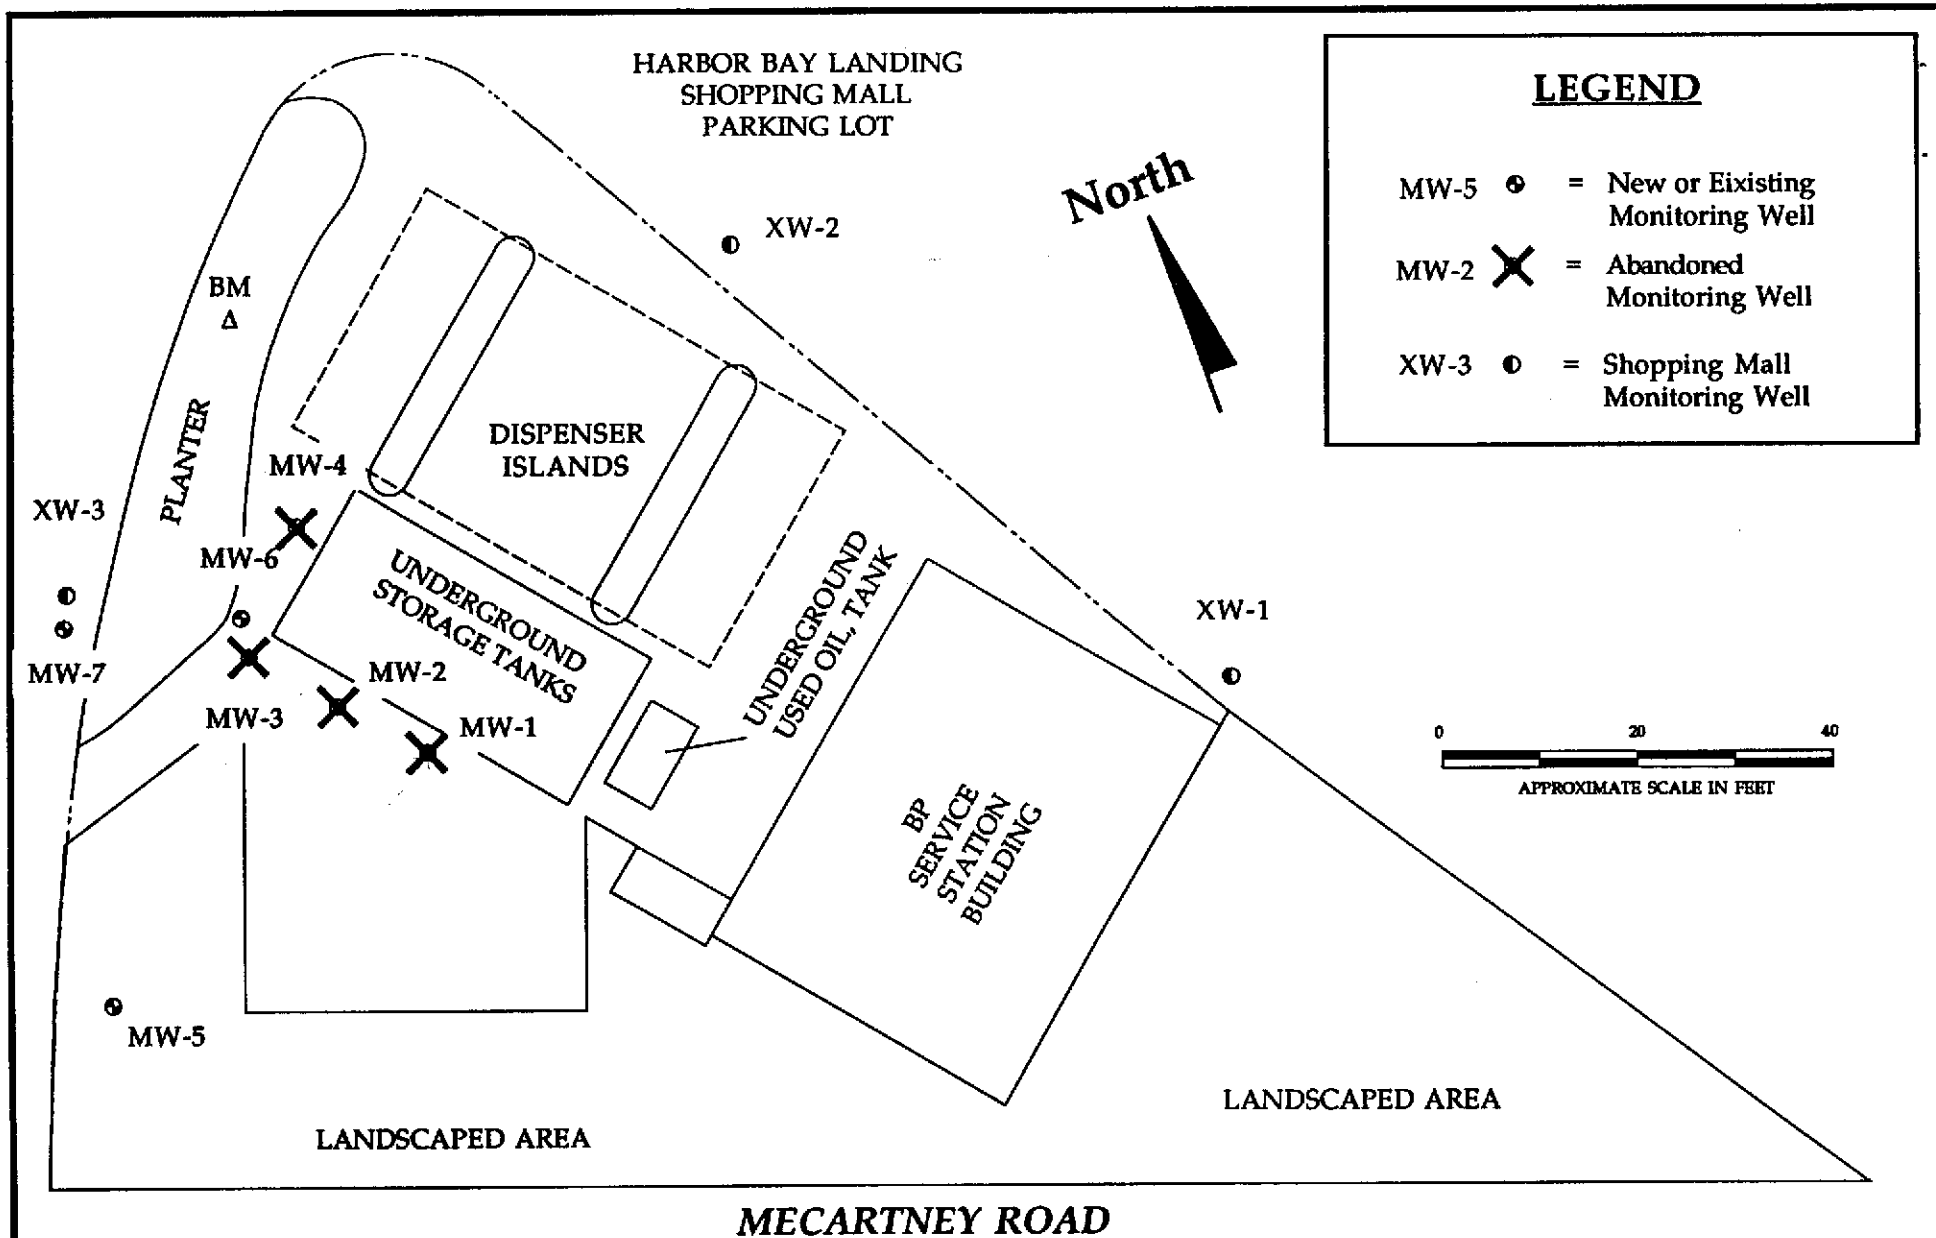 HARBOR BAY LANDING
SHOPPING MALL
PARKING LOT
LEGEND
MW-5 = New or Eixisting
Monitoring Well
MW-2 = Abandoned
Monitoring Well
XW-3 = Shopping Mall
Monitoring Well
North
XW-2
BM
Δ
PLANTER
DISPENSER
ISLANDS
MW-4
XW-3
MW-6
UNDERGROUND
STORAGE TANKS
UNDERGROUND
USED OIL, TANK
XW-1
MW-7
MW-2
MW-3
MW-1
0 20 40
APPROXIMATE SCALE IN FEET
BP
SERVICE
STATION
BUILDING
MW-5
LANDSCAPED AREA
LANDSCAPED AREA
MECARTNEY ROAD